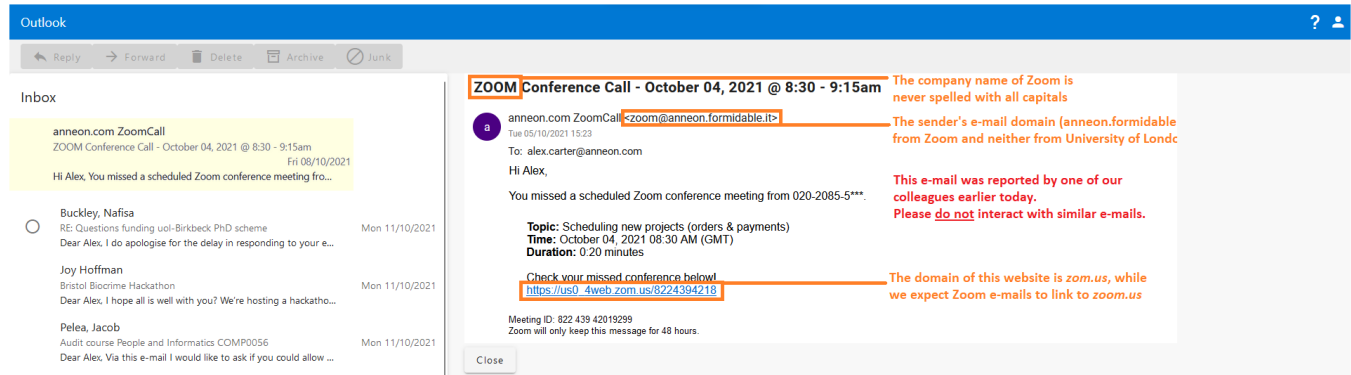 Outlook
?
Reply Forward Delete Archive Junk
Inbox
anneon.com ZoomCall
ZOOM Conference Call - October 04, 2021 @ 8:30 - 9:15am
Fri 08/10/2021
Hi Alex, You missed a scheduled Zoom conference meeting fro...
Buckley, Nafisa
RE: Questions funding uol-Birkbeck PhD scheme Mon 11/10/2021
Dear Alex, I do apologise for the delay in responding to your e...
Joy Hoffman
Bristol Biocrime Hackathon Mon 11/10/2021
Dear Alex, I hope all is well with you? We're hosting a hackatho...
Pelea, Jacob
Audit course People and Informatics COMP0056 Mon 11/10/2021
Dear Alex, Via this e-mail I would like to ask if you could allow ...
ZOOM Conference Call - October 04, 2021 @ 8:30 - 9:15am
a
anneon.com ZoomCall <zoom@anneon.formidable.it>
Tue 05/10/2021 15:23
To: alex.carter@anneon.com
Hi Alex,
You missed a scheduled Zoom conference meeting from 020-2085-5***.
Topic: Scheduling new projects (orders & payments)
Time: October 04, 2021 08:30 AM (GMT)
Duration: 0:20 minutes
Check your missed conference below!
https://us0_4web.zom.us/8224394218
Meeting ID: 822 439 42019299
Zoom will only keep this message for 48 hours.
Close
The company name of Zoom is
never spelled with all capitals
The sender's e-mail domain (anneon.formidable
from Zoom and neither from University of Londo
This e-mail was reported by one of our
colleagues earlier today.
Please do not interact with similar e-mails.
The domain of this website is zom.us, while
we expect Zoom e-mails to link to zoom.us